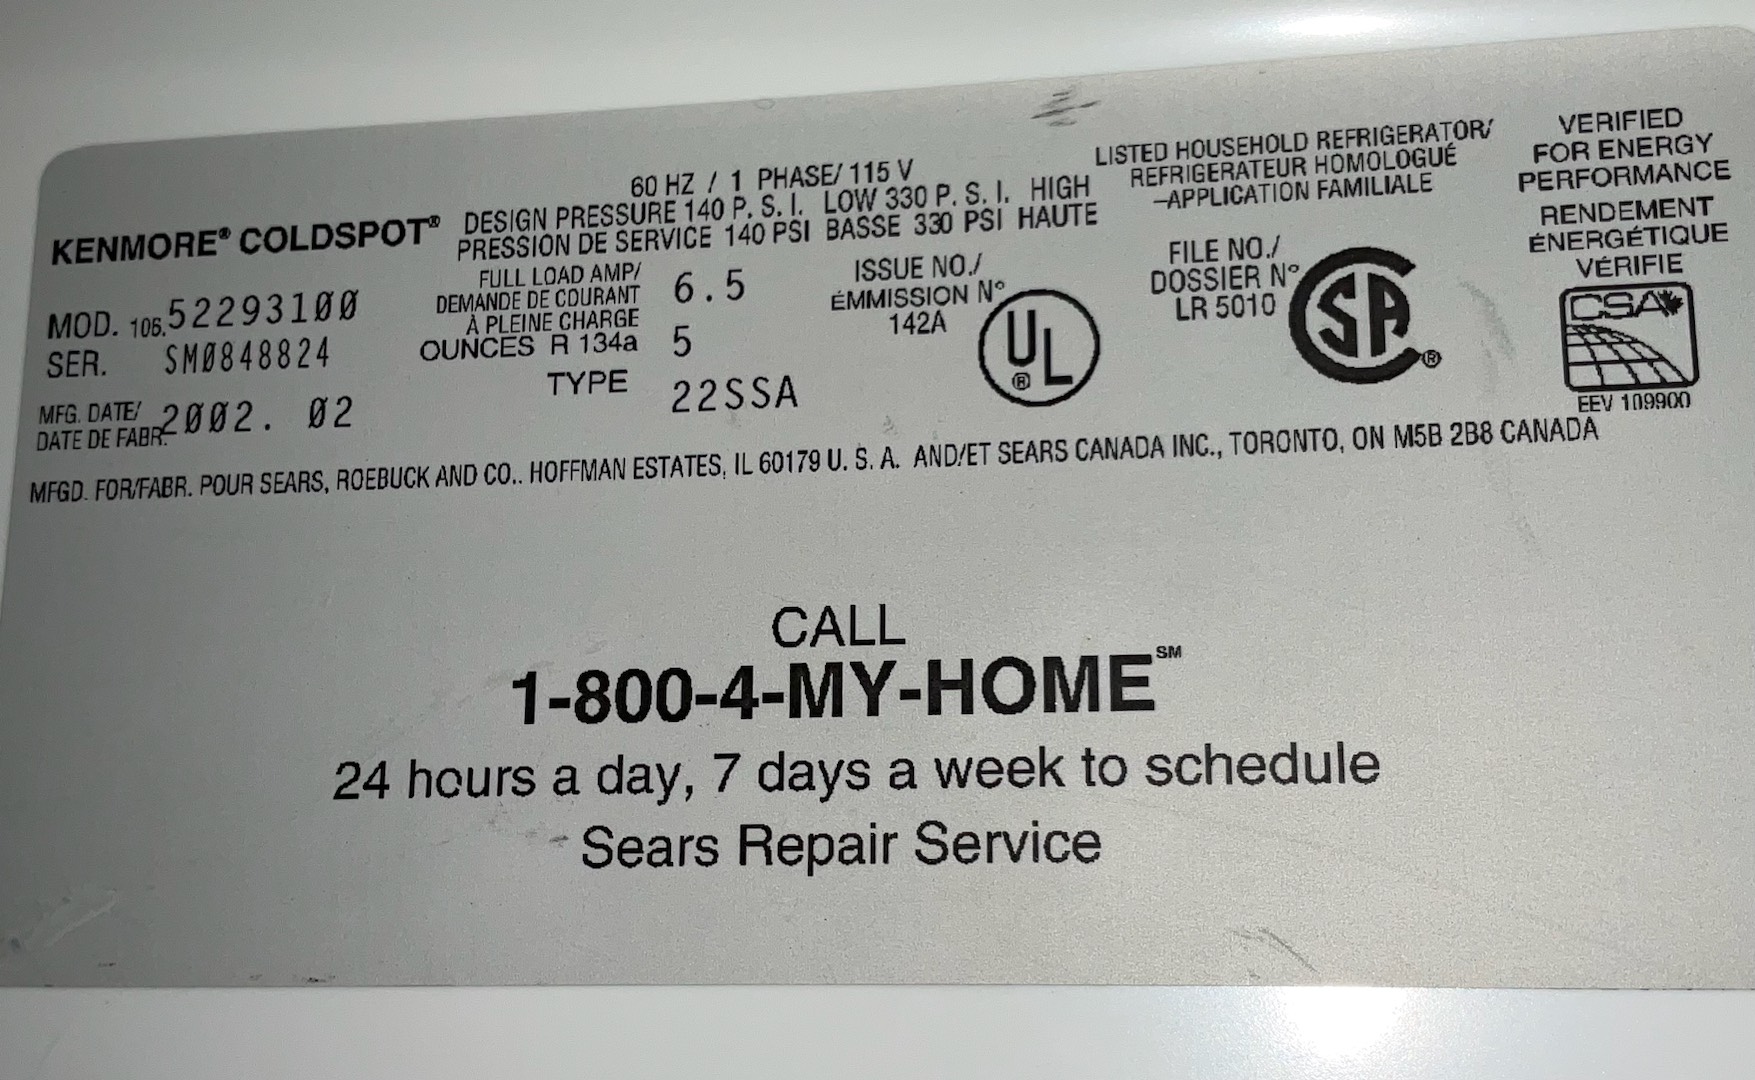 60 HZ / 1 PHASE/ 115 V
KENMORE® COLDSPOT®
DESIGN PRESSURE 140 P. S. I. LOW 330 P. S. I. HIGH
PRESSION DE SERVICE 140 PSI BASSE 330 PSI HAUTE
LISTED HOUSEHOLD REFRIGERATOR/
REFRIGERATEUR HOMOLOGUÉ
-APPLICATION FAMILIALE
VERIFIED
FOR ENERGY
PERFORMANCE
RENDEMENT
ÉNERGÉTIQUE
VÉRIFIE
MOD. 106.52293100
SER. SM0848824
MFG. DATE/
DATE DE FABR. 2002. 02
FULL LOAD AMP/
DEMANDE DE COURANT
À PLEINE CHARGE
6.5
OUNCES R 134a 5
TYPE 22SSA
ISSUE NO./
ÉMMISSION N°
142A
UL®
FILE NO./
DOSSIER N°
LR 5010
CSA®
CSA
EEV 109900
MFGD. FOR/FABR. POUR SEARS, ROEBUCK AND CO.. HOFFMAN ESTATES, IL 60179 U. S. A. AND/ET SEARS CANADA INC., TORONTO, ON M5B 2B8 CANADA
CALL
1-800-4-MY-HOME℠
24 hours a day, 7 days a week to schedule
Sears Repair Service